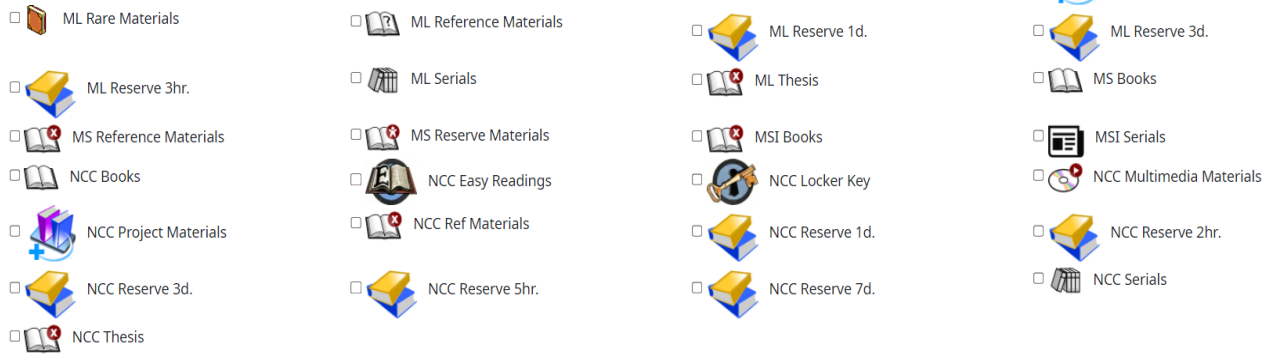 ML Rare Materials
ML Reference Materials
ML Reserve 1d.
ML Reserve 3d.
ML Reserve 3hr.
ML Serials
ML Thesis
MS Books
MS Reference Materials
MS Reserve Materials
MSI Books
MSI Serials
NCC Books
NCC Easy Readings
NCC Locker Key
NCC Multimedia Materials
NCC Project Materials
NCC Ref Materials
NCC Reserve 1d.
NCC Reserve 2hr.
NCC Reserve 3d.
NCC Reserve 5hr.
NCC Reserve 7d.
NCC Serials
NCC Thesis